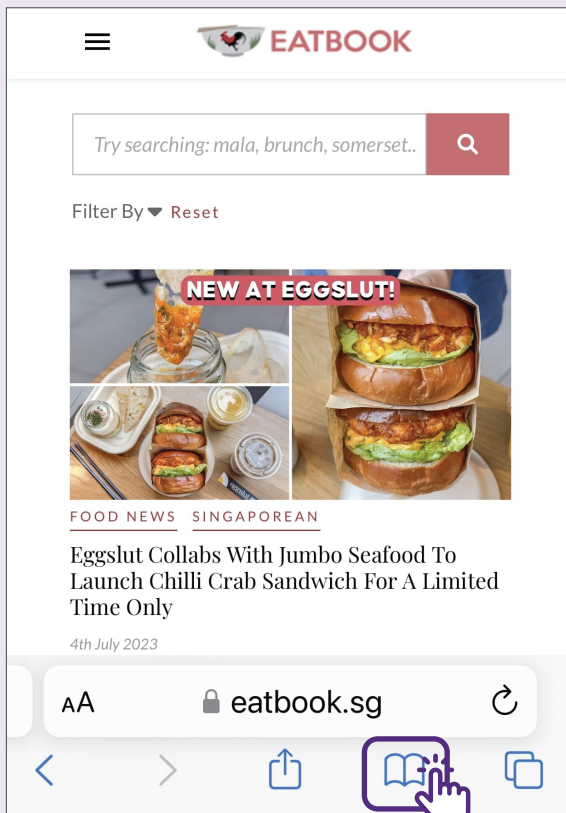 EATBOOK
Try searching: mala, brunch, somerset..
Filter By Reset
NEW AT EGGSLUT!
FOOD NEWS SINGAPOREAN
Eggslut Collabs With Jumbo Seafood To
Launch Chilli Crab Sandwich For A Limited
Time Only
4th July 2023
AA eatbook.sg